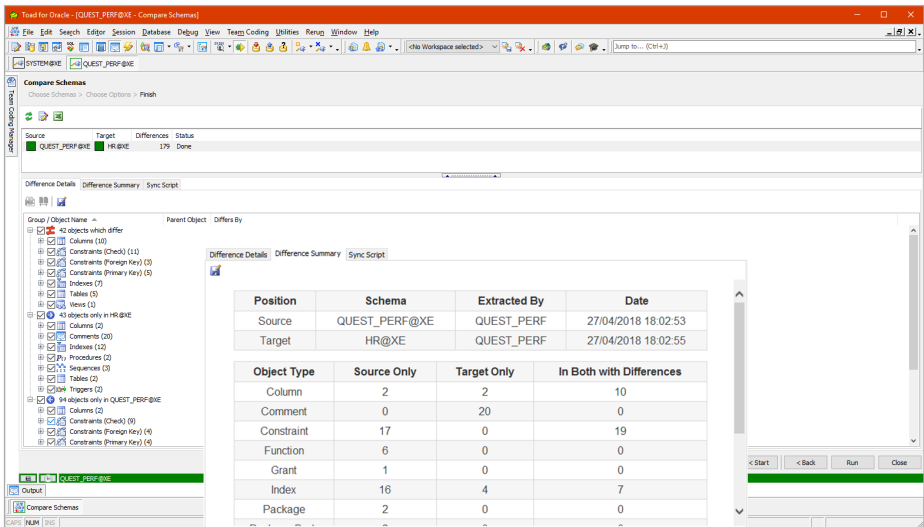 Toad for Oracle - [QUEST_PERF@XE - Compare Schemas]
File Edit Search Editor Session Database Debug View Team Coding Utilities Rerun Window Help
<No Workspace selected> Jump to... (Ctrl+J)
SYSTEM@XE QUEST_PERF@XE
Team Coding Manager
Compare Schemas
Choose Schemas > Choose Options > Finish
Source Target Differences Status
QUEST_PERF@XE HR@XE 179 Done
Difference Details Difference Summary Sync Script
Group / Object Name Parent Object Differs By
42 objects which differ
Columns (10)
Constraints (Check) (11)
Constraints (Foreign Key) (3)
Constraints (Primary Key) (5)
Indexes (7)
Tables (5)
Views (1)
43 objects only in HR@XE
Columns (2)
Comments (20)
Indexes (12)
Procedures (2)
Sequences (3)
Tables (2)
Triggers (2)
94 objects only in QUEST_PERF@XE
Columns (2)
Constraints (Check) (9)
Constraints (Foreign Key) (4)
Constraints (Primary Key) (4)
Difference Details Difference Summary Sync Script
Position Schema Extracted By Date
Source QUEST_PERF@XE QUEST_PERF 27/04/2018 18:02:53
Target HR@XE QUEST_PERF 27/04/2018 18:02:55
Object Type Source Only Target Only In Both with Differences
Column 2 2 10
Comment 0 20 0
Constraint 17 0 19
Function 6 0 0
Grant 1 0 0
Index 16 4 7
Package 2 0 0
< Start < Back Run Close
QUEST_PERF@XE
Output
Compare Schemas
CAPS NUM INS